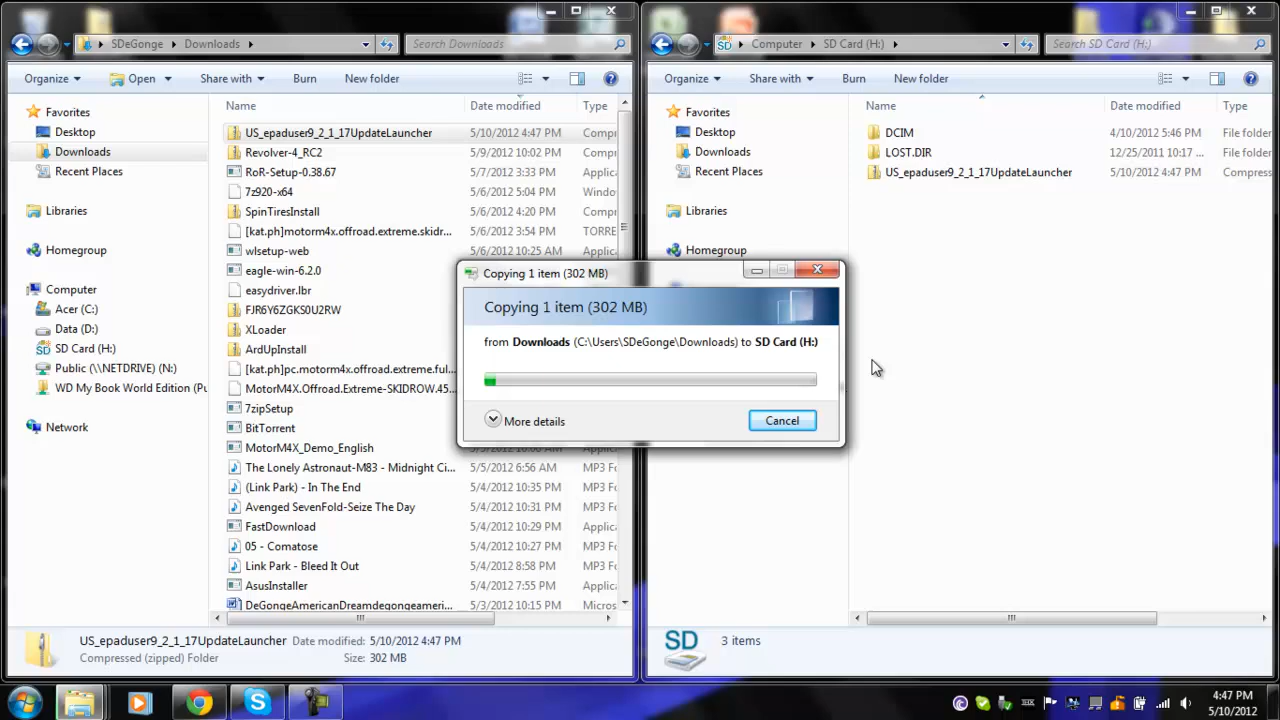 SDeGonge Downloads
Search Downloads
Computer SD Card (H:)
Search SD Card (H:)
Organize Open Share with Burn New folder
Organize Share with Burn New folder
Favorites
Desktop
Downloads
Recent Places
Libraries
Homegroup
Computer
Acer (C:)
Data (D:)
SD Card (H:)
Public (\\NETDRIVE) (N:)
WD My Book World Edition (Pu
Network
Name Date modified Type
US_epaduser9_2_1_17UpdateLauncher 5/10/2012 4:47 PM Compr
Revolver-4_RC2 5/9/2012 10:02 PM Compr
RoR-Setup-0.38.67 5/7/2012 3:33 PM Applic
7z920-x64 5/6/2012 5:04 PM Windo
SpinTiresInstall 5/6/2012 4:20 PM Compr
[kat.ph]motorm4x.offroad.extreme.skidr... 5/6/2012 3:54 PM TORRE
wlsetup-web 5/6/2012 10:25 AM Applic
eagle-win-6.2.0
easydriver.lbr
FJR6Y6ZGKS0U2RW
XLoader
ArdUpInstall
[kat.ph]pc.motorm4x.offroad.extreme.ful...
MotorM4X.Offroad.Extreme-SKIDROW.45...
7zipSetup
BitTorrent
MotorM4X_Demo_English 5/5/2012 10:48 AM Applic
The Lonely Astronaut-M83 - Midnight Ci... 5/5/2012 6:56 AM MP3 Fo
(Link Park) - In The End 5/4/2012 10:35 PM MP3 Fo
Avenged SevenFold-Seize The Day 5/4/2012 10:31 PM MP3 Fo
FastDownload 5/4/2012 10:29 PM Applic
05 - Comatose 5/4/2012 10:27 PM MP3 Fo
Link Park - Bleed It Out 5/4/2012 8:58 PM MP3 Fo
AsusInstaller 5/4/2012 7:55 PM Applic
DeGongeAmericanDreamdegongeameri... 5/3/2012 10:15 PM Micros
US_epaduser9_2_1_17UpdateLauncher Date modified: 5/10/2012 4:47 PM
Compressed (zipped) Folder Size: 302 MB
Favorites
Desktop
Downloads
Recent Places
Libraries
Homegroup
Name Date modified Type
DCIM 4/10/2012 5:46 PM File folder
LOST.DIR 12/25/2011 10:17 ... File folder
US_epaduser9_2_1_17UpdateLauncher 5/10/2012 4:47 PM Compress
Copying 1 item (302 MB)
Copying 1 item (302 MB)
from Downloads (C:\Users\SDeGonge\Downloads) to SD Card (H:)
More details
Cancel
SD
3 items
4:47 PM
5/10/2012